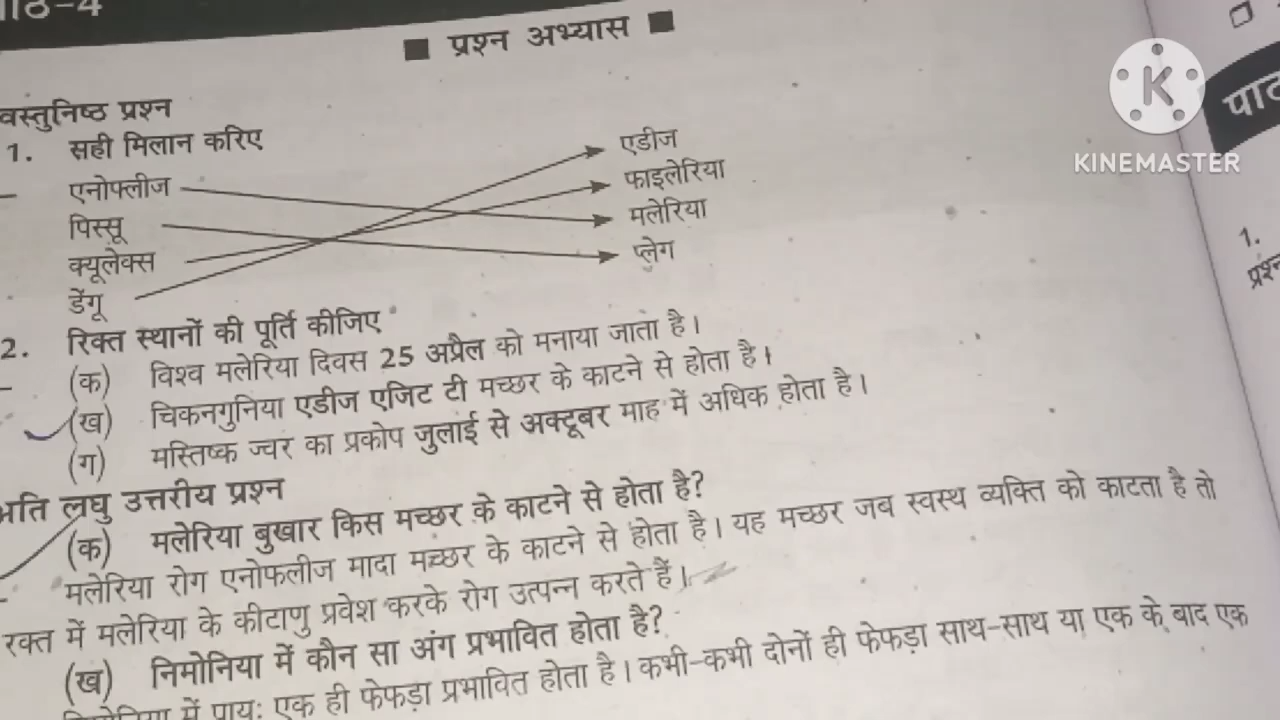 ाठ-4
■ प्रश्न अभ्यास ■
वस्तुनिष्ठ प्रश्न
1. सही मिलान करिए
एनोफ्लीज
पिस्सू
क्यूलेक्स
डेंगू
एडीज
फाइलेरिया
मलेरिया
प्लेग
2. रिक्त स्थानों की पूर्ति कीजिए
(क) विश्व मलेरिया दिवस 25 अप्रैल को मनाया जाता है।
(ख) चिकनगुनिया एडीज एजिट टी मच्छर के काटने से होता है।
(ग) मस्तिष्क ज्वर का प्रकोप जुलाई से अक्टूबर माह में अधिक होता है।
अति लघु उत्तरीय प्रश्न
(क) मलेरिया बुखार किस मच्छर के काटने से होता है?
मलेरिया रोग एनोफलीज मादा मच्छर के काटने से होता है। यह मच्छर जब स्वस्थ व्यक्ति को काटता है तो
रक्त में मलेरिया के कीटाणु प्रवेश करके रोग उत्पन्न करते हैं।
(ख) निमोनिया में कौन सा अंग प्रभावित होता है?
में प्रायः एक ही फेफड़ा प्रभावित होता है। कभी-कभी दोनों ही फेफड़ा साथ-साथ या एक के बाद एक
K
KINEMASTER
पाठ
1.
प्रश्न